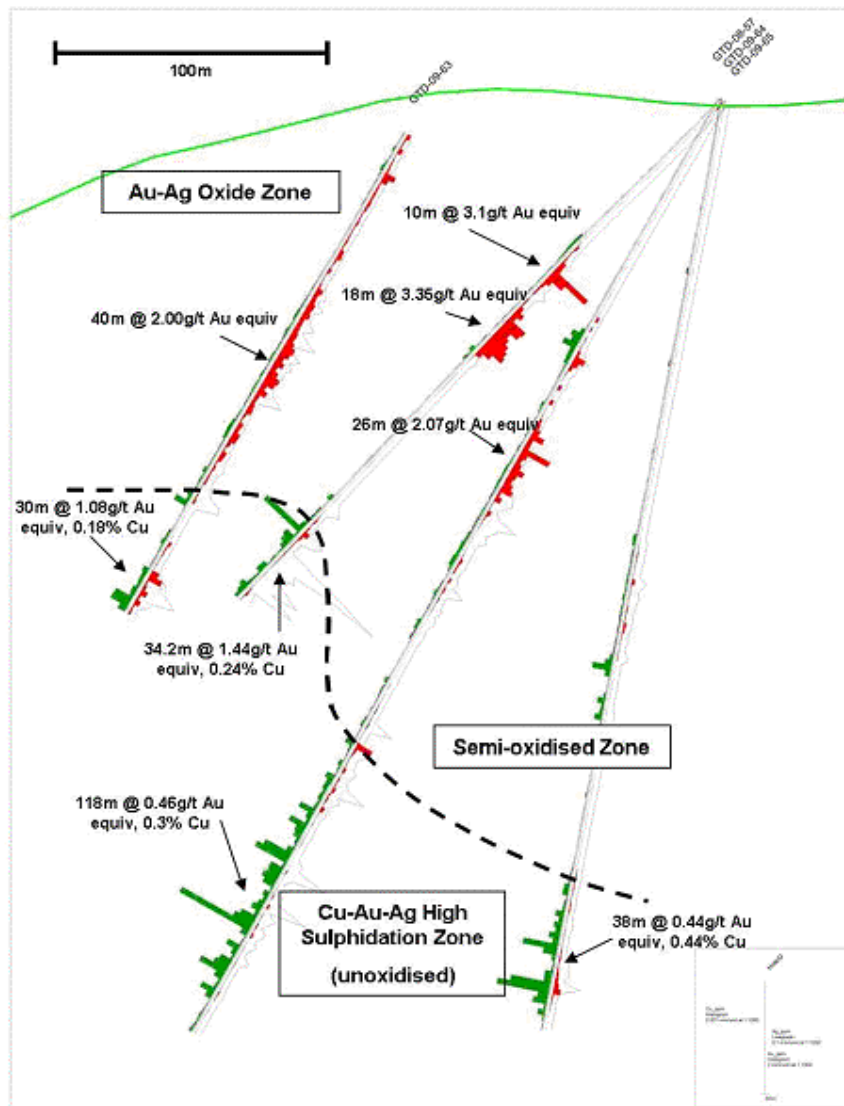 GTD-08-57
GTD-09-64
GTD-09-65
100m
GTD-09-63
Au-Ag Oxide Zone
10m @ 3.1g/t Au equiv
18m @ 3.35g/t Au equiv
40m @ 2.00g/t Au equiv
26m @ 2.07g/t Au equiv
30m @ 1.08g/t Au
equiv, 0.18% Cu
34.2m @ 1.44g/t Au
equiv, 0.24% Cu
Semi-oxidised Zone
118m @ 0.46g/t Au
equiv, 0.3% Cu
Cu-Au-Ag High
Sulphidation Zone
(unoxidised)
38m @ 0.44g/t Au
equiv, 0.44% Cu